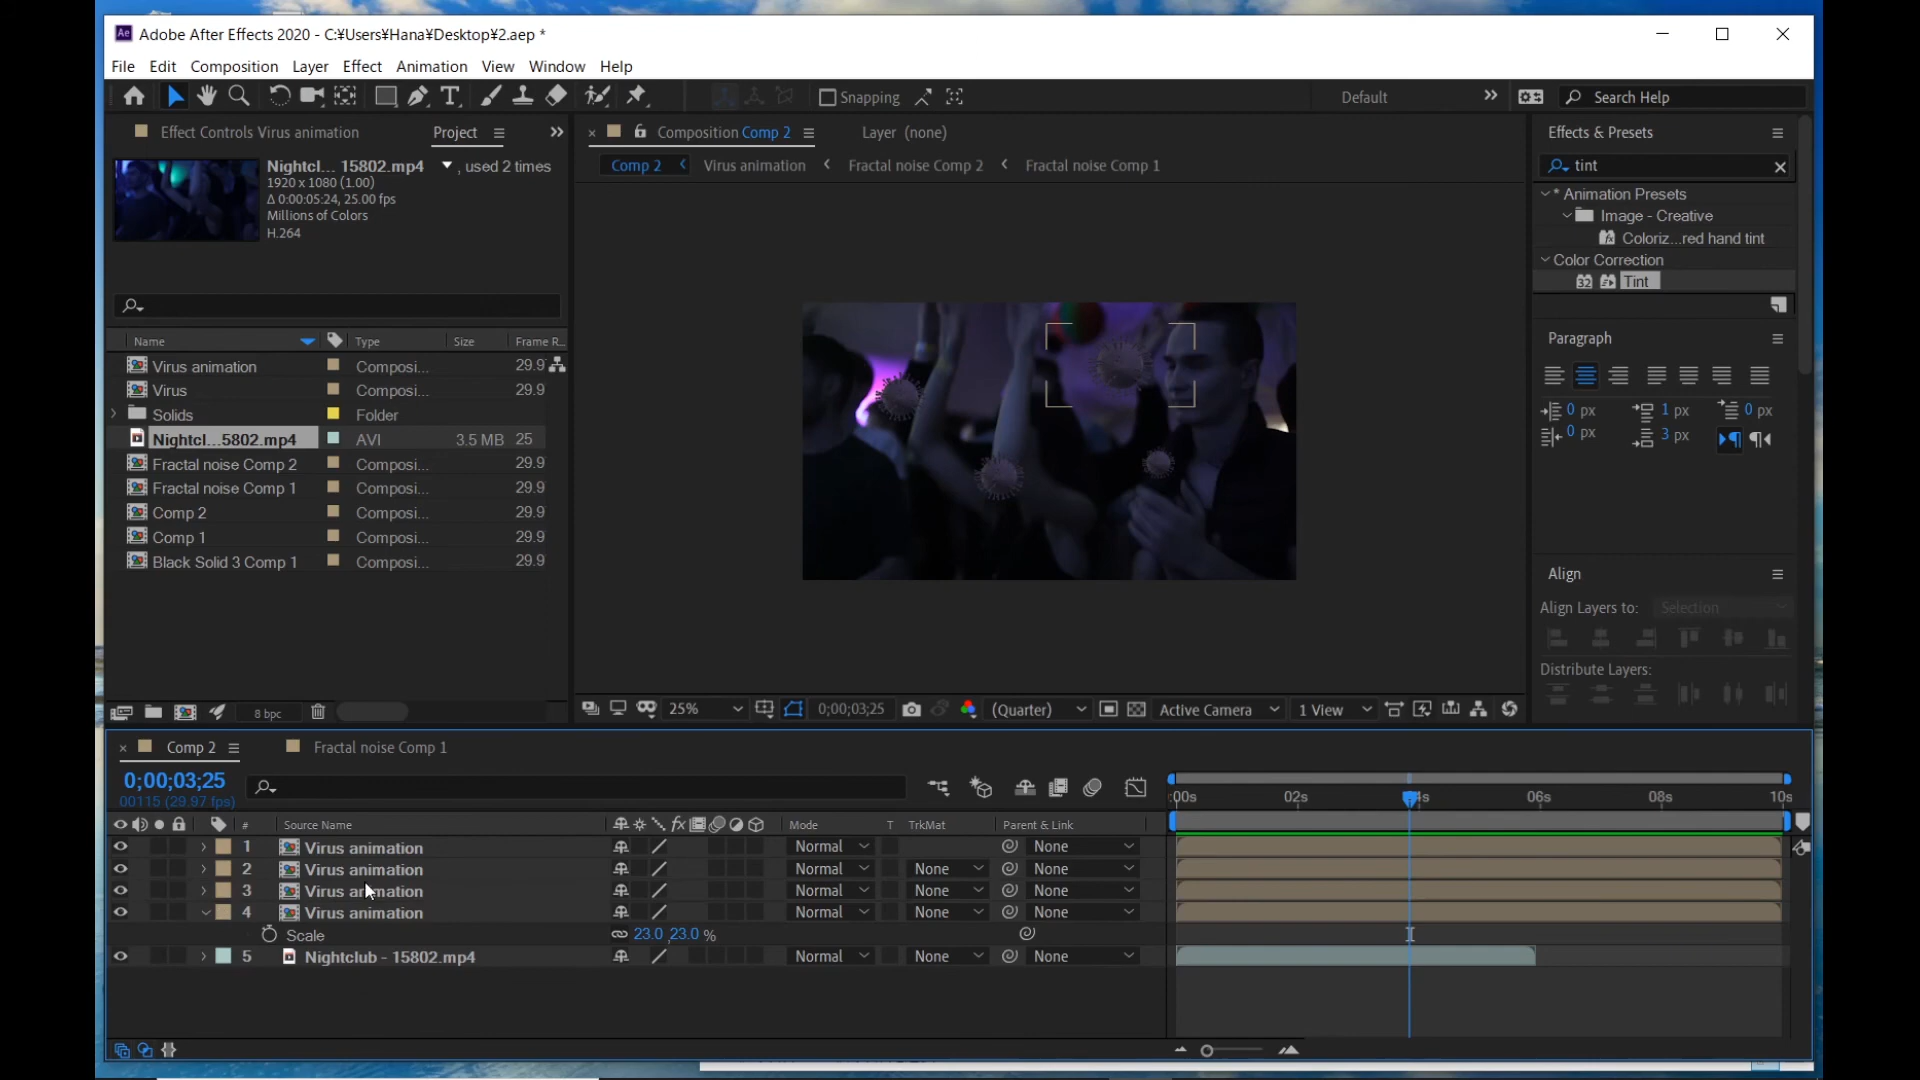 Ae Adobe After Effects 2020 - C:¥Users¥Hana¥Desktop¥2.aep *
File Edit Composition Layer Effect Animation View Window Help
Snapping Default Search Help
Effect Controls Virus animation Project
Nightcl... 15802.mp4 , used 2 times
1920 x 1080 (1.00)
Δ 0:00:05:24, 25.00 fps
Millions of Colors
H.264
Name Type Size Frame R...
Virus animation Composi... 29.9
Virus Composi... 29.9
Solids Folder
Nightcl...5802.mp4 AVI 3.5 MB 25
Fractal noise Comp 2 Composi... 29.9
Fractal noise Comp 1 Composi... 29.9
Comp 2 Composi... 29.9
Comp 1 Composi... 29.9
Black Solid 3 Comp 1 Composi... 29.9
8 bpc
Composition Comp 2 Layer (none)
Comp 2 Virus animation Fractal noise Comp 2 Fractal noise Comp 1
25% 0;00;03;25 (Quarter) Active Camera 1 View
Effects & Presets
tint
* Animation Presets
Image - Creative
Coloriz...red hand tint
Color Correction
32 Tint
Paragraph
0 px 1 px 0 px
0 px 3 px
Align
Align Layers to: Selection
Distribute Layers:
Comp 2 Fractal noise Comp 1
0;00;03;25
00115 (29.97 fps)
:00s 02s 4s 06s 08s 10s
# Source Name fx Mode T TrkMat Parent & Link
1 Virus animation Normal None
2 Virus animation Normal None None
3 Virus animation Normal None None
4 Virus animation Normal None None
Scale 23.0, 23.0 %
5 Nightclub - 15802.mp4 Normal None None